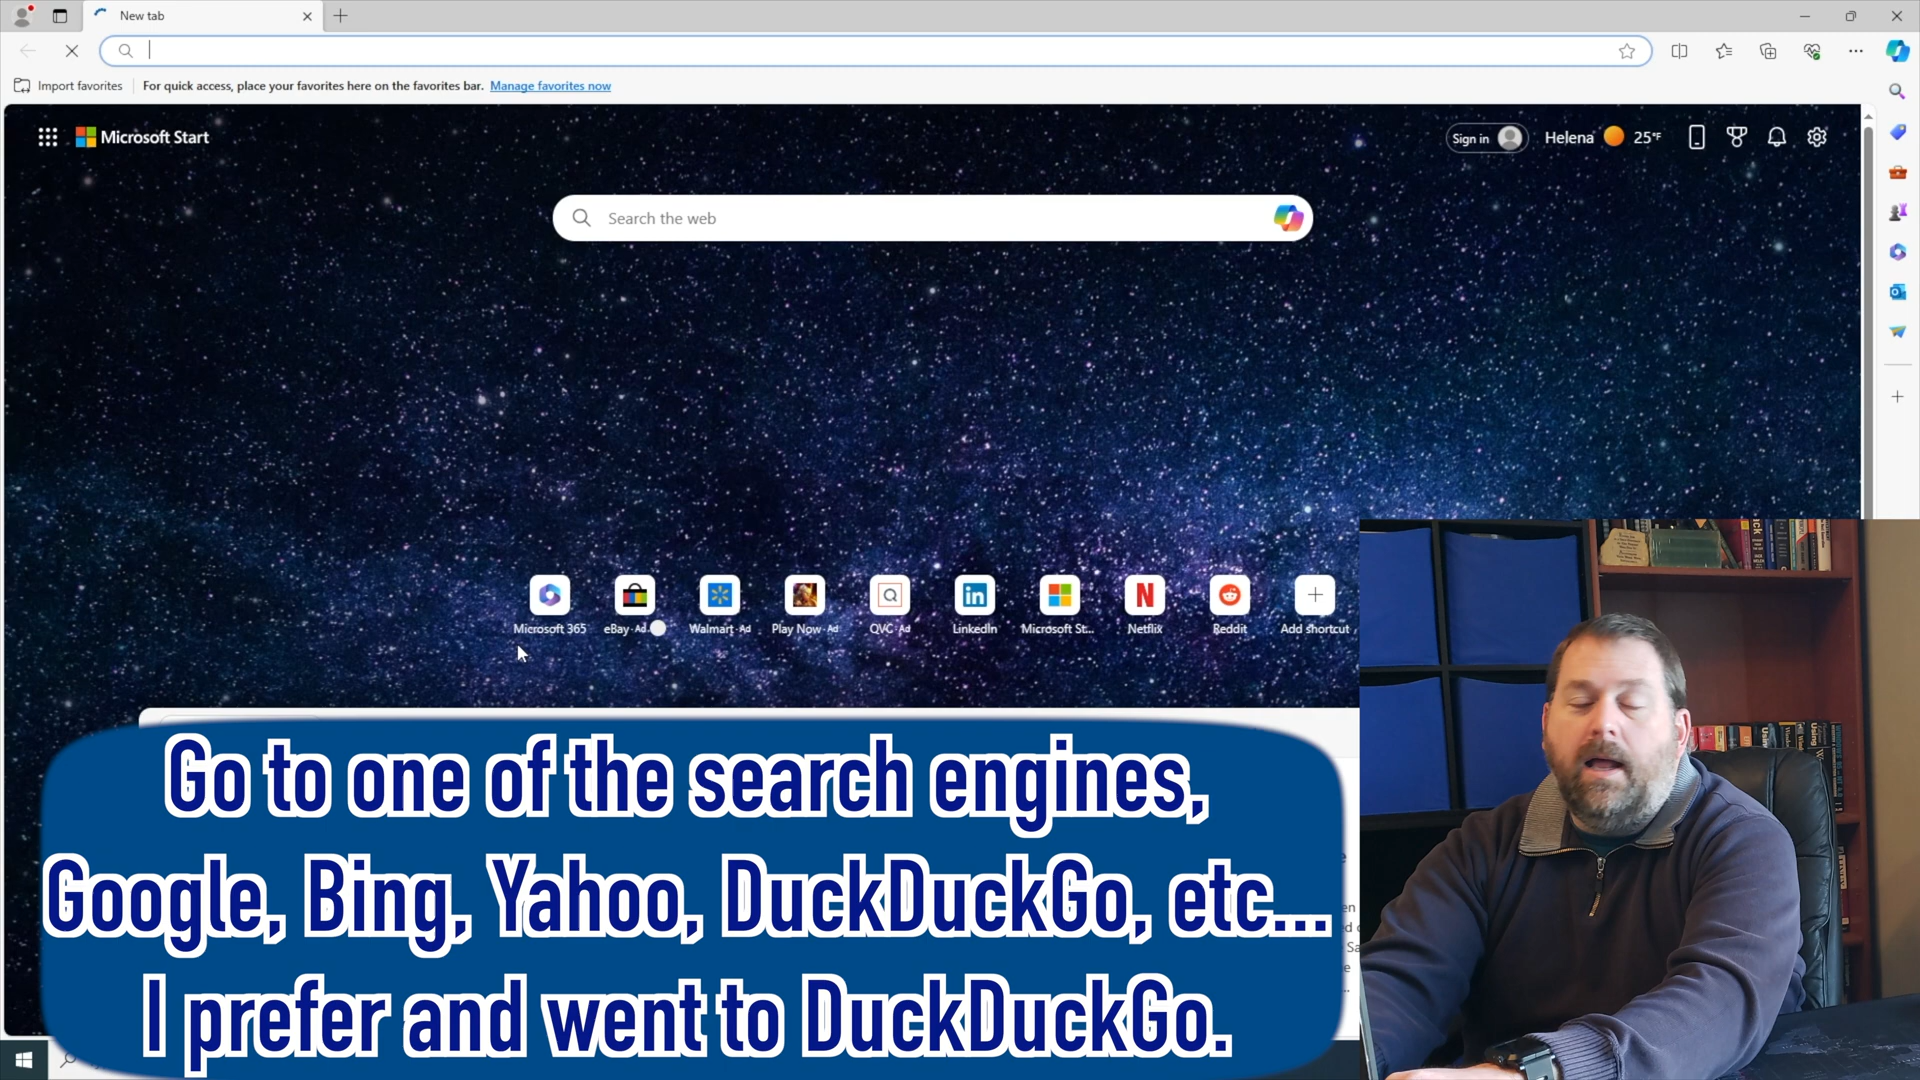 New tab
Import favorites For quick access, place your favorites here on the favorites bar. Manage favorites now
Microsoft Start
Sign in Helena 25°F
Search the web
Microsoft 365 eBay · Ad Walmart · Ad Play Now · Ad QVC · Ad LinkedIn Microsoft St... Netflix Reddit Add shortcut
Go to one of the search engines,
Google, Bing, Yahoo, DuckDuckGo, etc...
I prefer and went to DuckDuckGo.